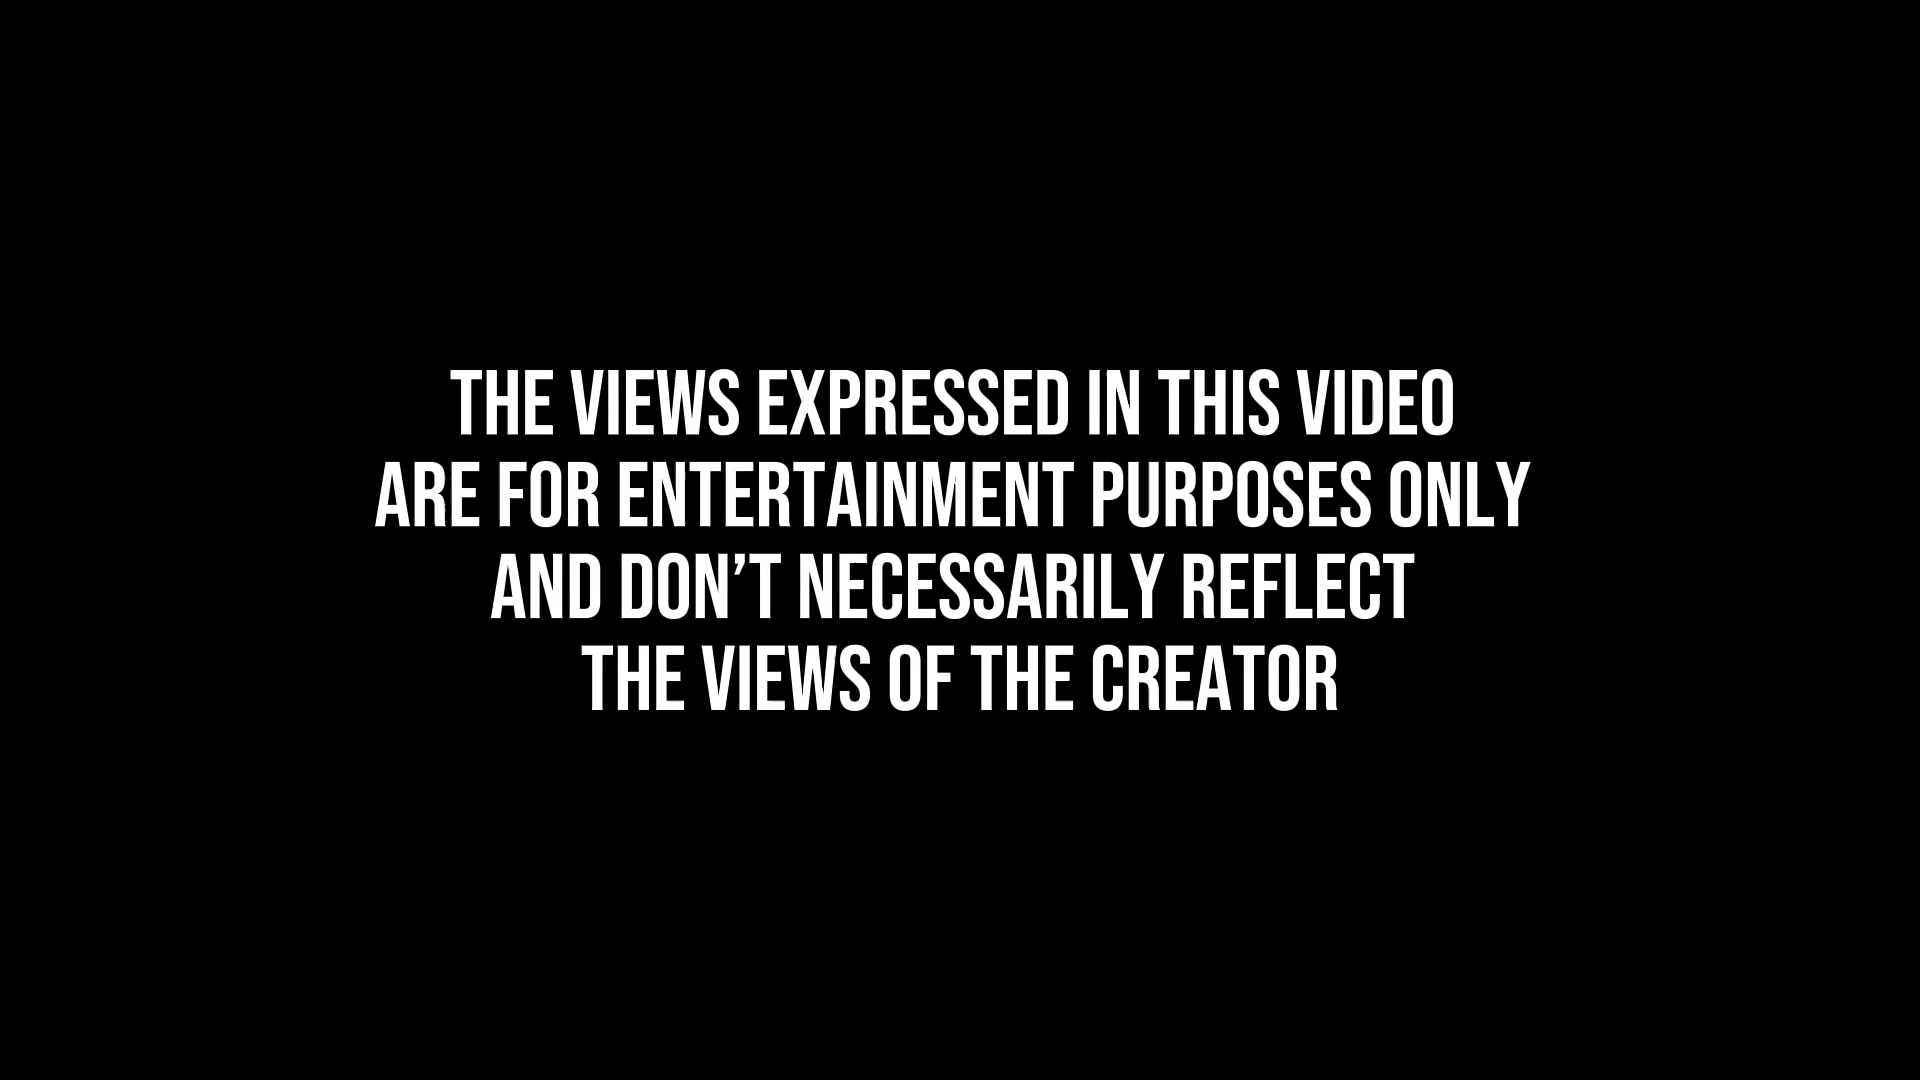 THE VIEWS EXPRESSED IN THIS VIDEO
ARE FOR ENTERTAINMENT PURPOSES ONLY
AND DON’T NECESSARILY REFLECT
THE VIEWS OF THE CREATOR